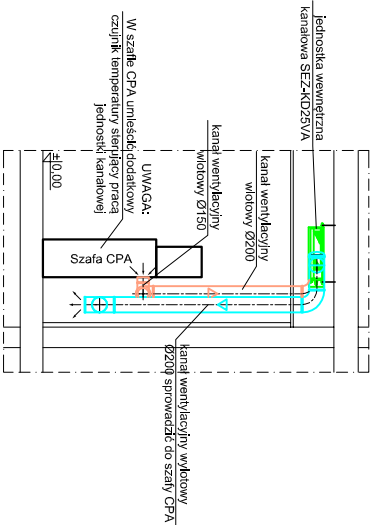 jednostka wewnętrzna
kanałowa SEZ-KD25VA
kanał wentylacyjny
wlotowy Ø200
kanał wentylacyjny
wlotowy Ø150
UWAGA:
W szafie CPA umieścić dodatkowy
czujnik temperatury sterujący pracą
jednostki kanałowej
±0,00
Szafa CPA
kanał wentylacyjny wylotowy
Ø200 sprowadzić do szafy CPA